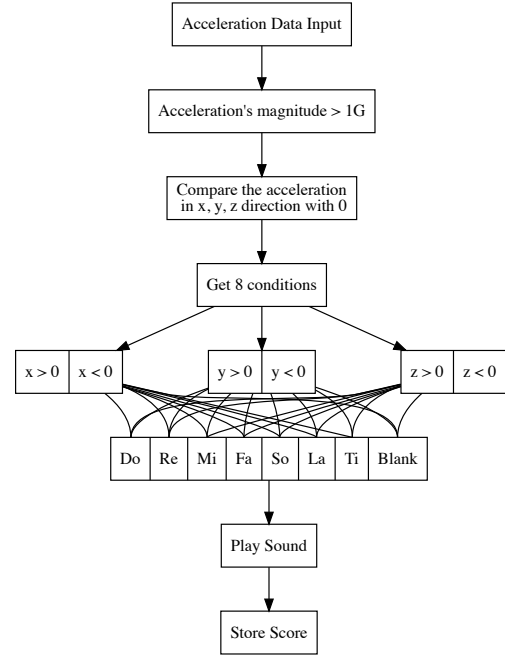 Acceleration Data Input
Acceleration's magnitude > 1G
Compare the acceleration
in x, y, z direction with 0
Get 8 conditions
x > 0 x < 0 y > 0 y < 0 z > 0 z < 0
Do Re Mi Fa So La Ti Blank
Play Sound
Store Score